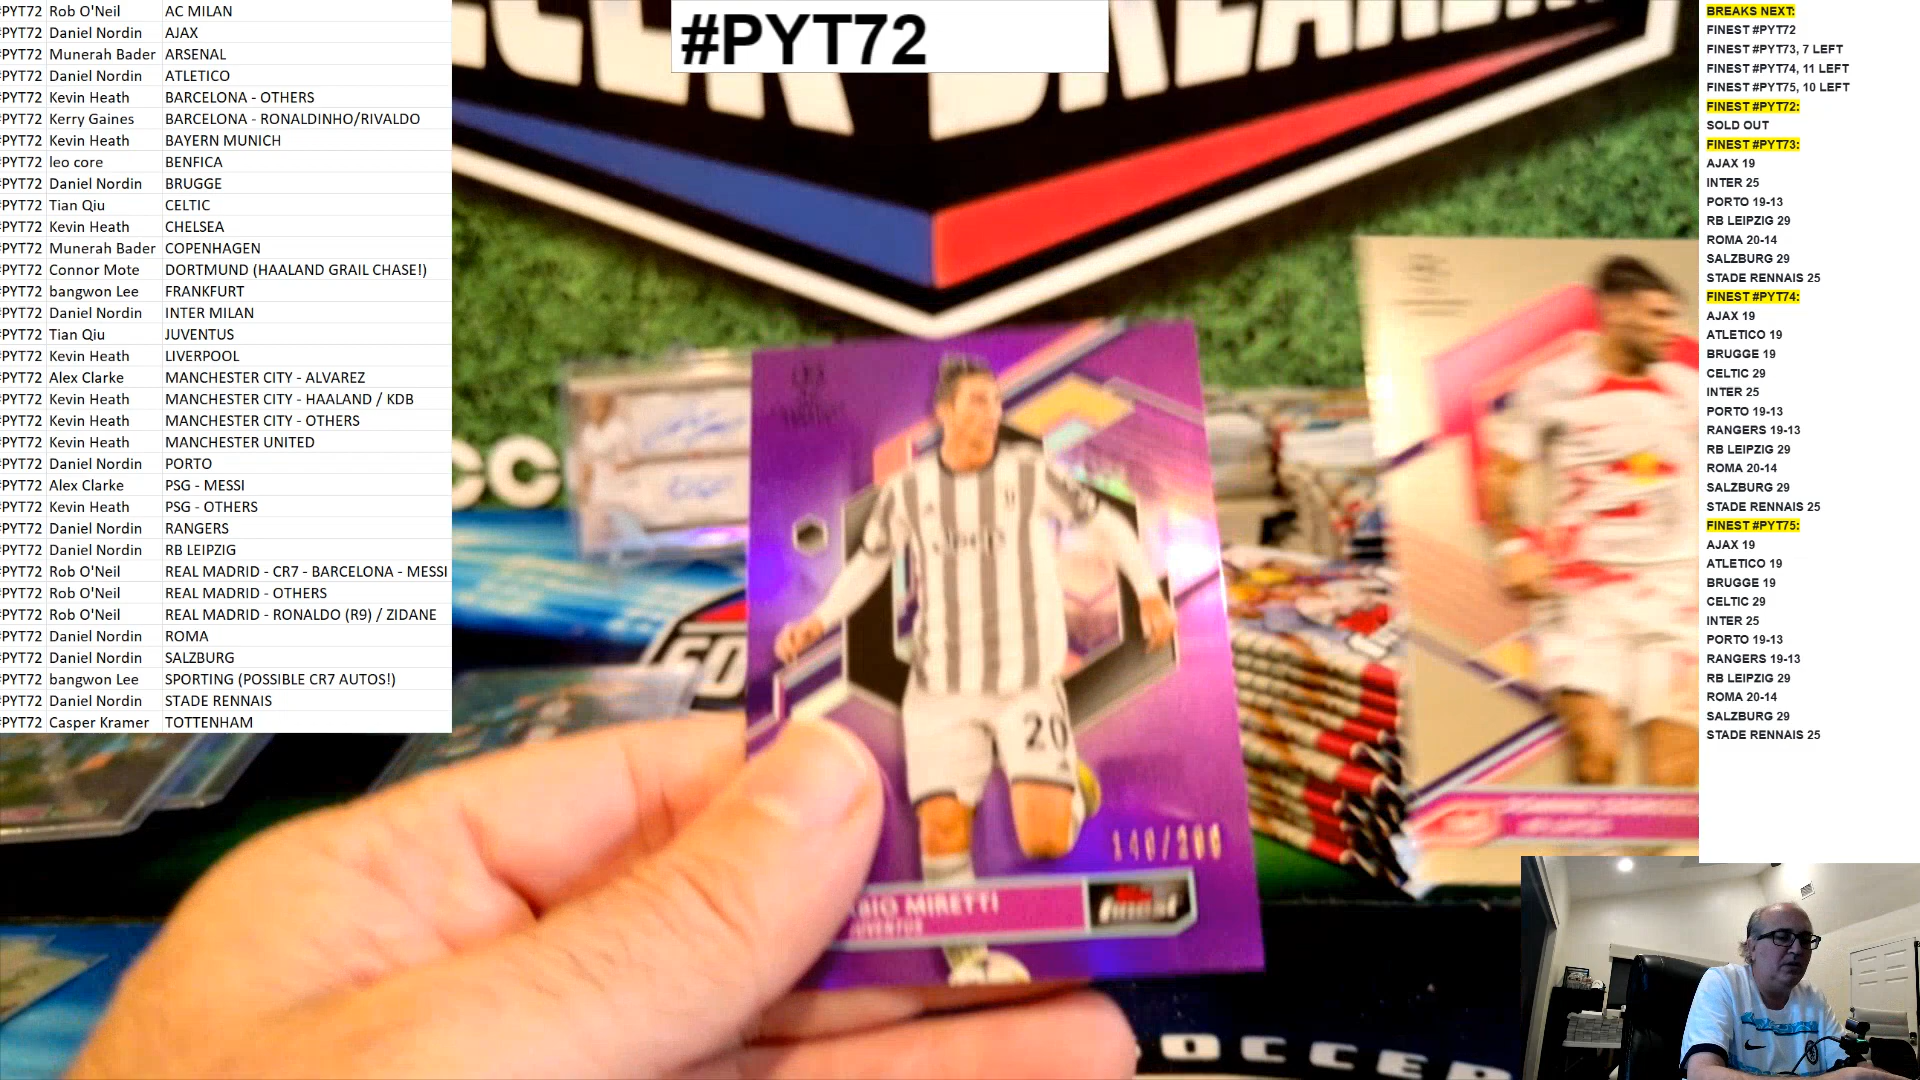 #PYT72 Rob O'Neil AC MILAN
#PYT72 Daniel Nordin AJAX
#PYT72 Munerah Bader ARSENAL
#PYT72 Daniel Nordin ATLETICO
#PYT72 Kevin Heath BARCELONA - OTHERS
#PYT72 Kerry Gaines BARCELONA - RONALDINHO/RIVALDO
#PYT72 Kevin Heath BAYERN MUNICH
#PYT72 leo core BENFICA
#PYT72 Daniel Nordin BRUGGE
#PYT72 Tian Qiu CELTIC
#PYT72 Kevin Heath CHELSEA
#PYT72 Munerah Bader COPENHAGEN
#PYT72 Connor Mote DORTMUND (HAALAND GRAIL CHASE!)
#PYT72 bangwon Lee FRANKFURT
#PYT72 Daniel Nordin INTER MILAN
#PYT72 Tian Qiu JUVENTUS
#PYT72 Kevin Heath LIVERPOOL
#PYT72 Alex Clarke MANCHESTER CITY - ALVAREZ
#PYT72 Kevin Heath MANCHESTER CITY - HAALAND / KDB
#PYT72 Kevin Heath MANCHESTER CITY - OTHERS
#PYT72 Kevin Heath MANCHESTER UNITED
#PYT72 Daniel Nordin PORTO
#PYT72 Alex Clarke PSG - MESSI
#PYT72 Kevin Heath PSG - OTHERS
#PYT72 Daniel Nordin RANGERS
#PYT72 Daniel Nordin RB LEIPZIG
#PYT72 Rob O'Neil REAL MADRID - CR7 - BARCELONA - MESSI
#PYT72 Rob O'Neil REAL MADRID - OTHERS
#PYT72 Rob O'Neil REAL MADRID - RONALDO (R9) / ZIDANE
#PYT72 Daniel Nordin ROMA
#PYT72 Daniel Nordin SALZBURG
#PYT72 bangwon Lee SPORTING (POSSIBLE CR7 AUTOS!)
#PYT72 Daniel Nordin STADE RENNAIS
#PYT72 Casper Kramer TOTTENHAM
#PYT72
20
140/200
BIO MIRETTI
JUVENTUS
finest
SOCCER
BREAKS NEXT:
FINEST #PYT72
FINEST #PYT73, 7 LEFT
FINEST #PYT74, 11 LEFT
FINEST #PYT75, 10 LEFT
FINEST #PYT72:
SOLD OUT
FINEST #PYT73:
AJAX 19
INTER 25
PORTO 19-13
RB LEIPZIG 29
ROMA 20-14
SALZBURG 29
STADE RENNAIS 25
FINEST #PYT74:
AJAX 19
ATLETICO 19
BRUGGE 19
CELTIC 29
INTER 25
PORTO 19-13
RANGERS 19-13
RB LEIPZIG 29
ROMA 20-14
SALZBURG 29
STADE RENNAIS 25
FINEST #PYT75:
AJAX 19
ATLETICO 19
BRUGGE 19
CELTIC 29
INTER 25
PORTO 19-13
RANGERS 19-13
RB LEIPZIG 29
ROMA 20-14
SALZBURG 29
STADE RENNAIS 25